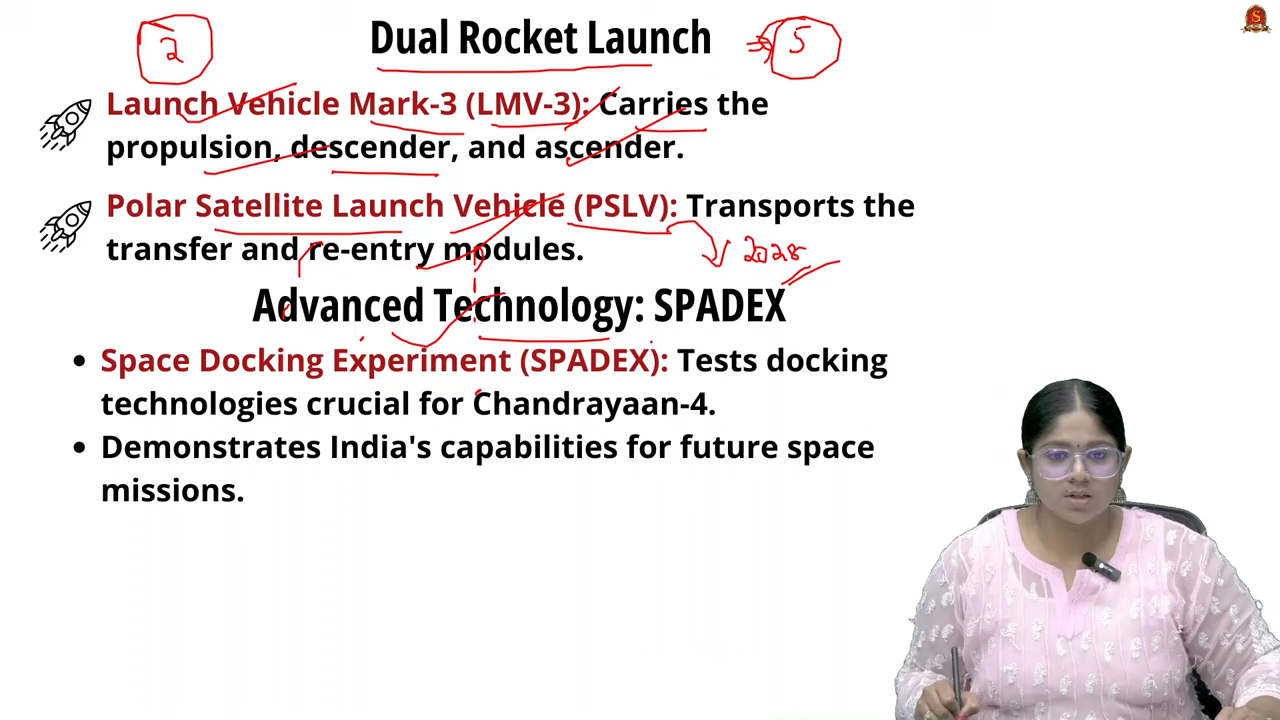 2
Dual Rocket Launch
5
Launch Vehicle Mark-3 (LMV-3): Carries the
propulsion, descender, and ascender.
Polar Satellite Launch Vehicle (PSLV): Transports the
transfer and re-entry modules.
2028
Advanced Technology: SPADEX
• Space Docking Experiment (SPADEX): Tests docking
technologies crucial for Chandrayaan-4.
• Demonstrates India's capabilities for future space
missions.
S